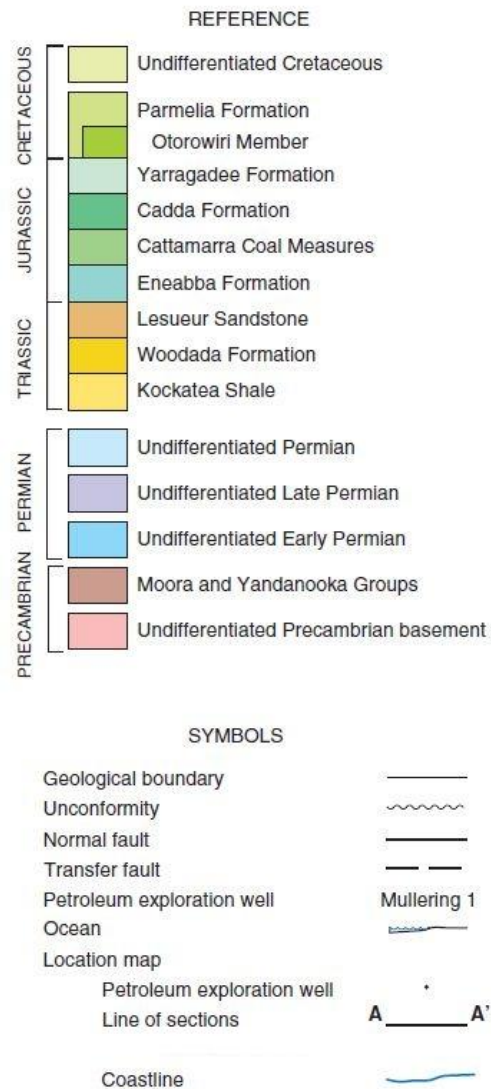 REFERENCE
CRETACEOUS
Undifferentiated Cretaceous
Parmelia Formation
Otorowiri Member
JURASSIC
Yarragadee Formation
Cadda Formation
Cattamarra Coal Measures
Eneabba Formation
TRIASSIC
Lesueur Sandstone
Woodada Formation
Kockatea Shale
PERMIAN
Undifferentiated Permian
Undifferentiated Late Permian
Undifferentiated Early Permian
PRECAMBRIAN
Moora and Yandanooka Groups
Undifferentiated Precambrian basement
SYMBOLS
Geological boundary
Unconformity
Normal fault
Transfer fault
Petroleum exploration well Mullering 1
Ocean
Location map
Petroleum exploration well
Line of sections A A'
Coastline